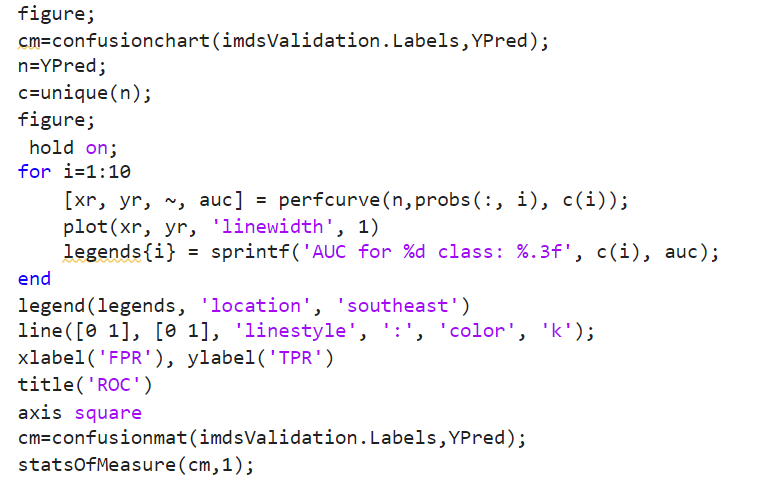 figure;
cm=confusionchart(imdsValidation.Labels,YPred);
n=YPred;
c=unique(n);
figure;
 hold on;
for i=1:10
    [xr, yr, ~, auc] = perfcurve(n,probs(:, i), c(i));
    plot(xr, yr, 'linewidth', 1)
    legends{i} = sprintf('AUC for %d class: %.3f', c(i), auc);
end
legend(legends, 'location', 'southeast')
line([0 1], [0 1], 'linestyle', ':', 'color', 'k');
xlabel('FPR'), ylabel('TPR')
title('ROC')
axis square
cm=confusionmat(imdsValidation.Labels,YPred);
statsOfMeasure(cm,1);